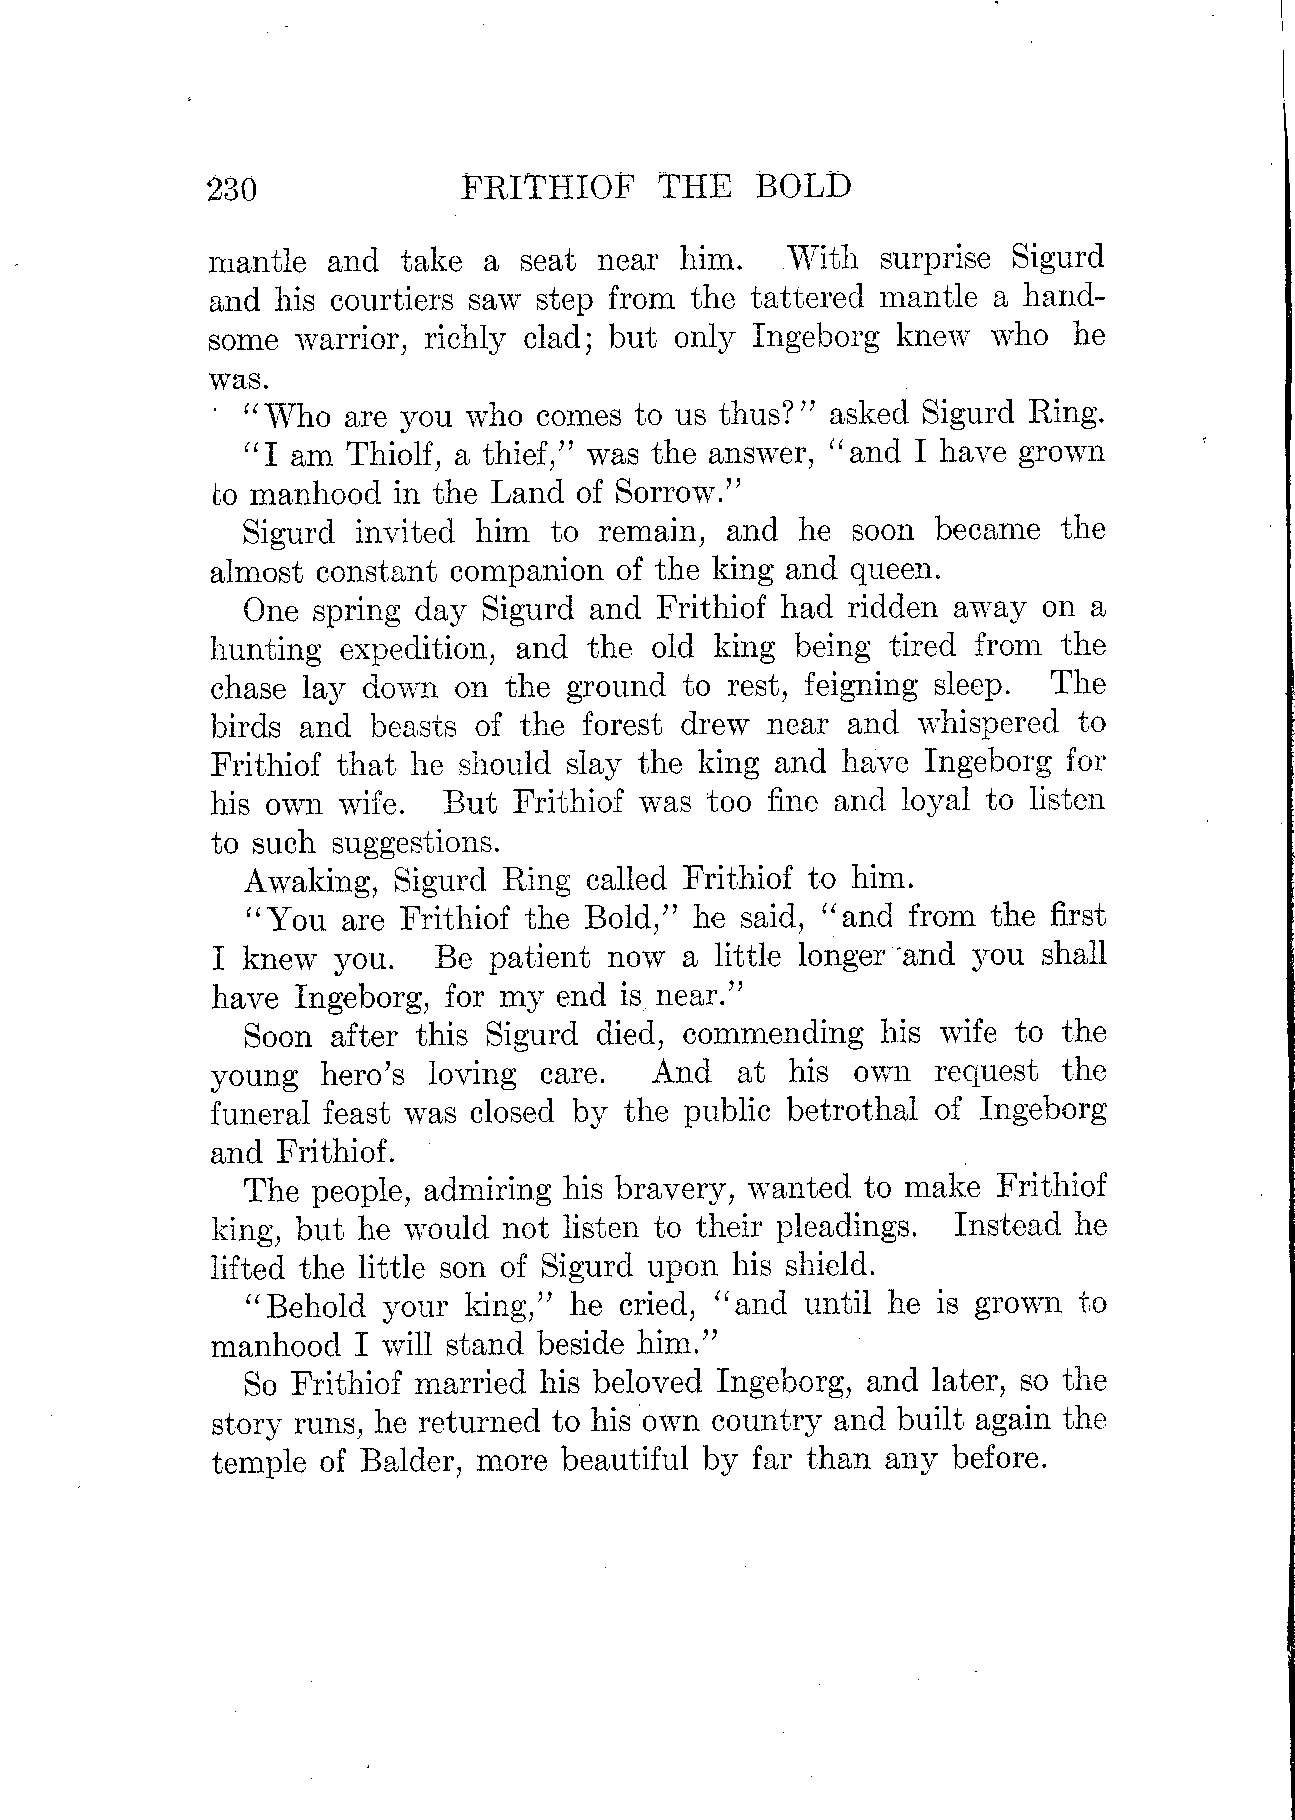 230 FRITHIOF THE BOLD
mantle and take a seat near him. With surprise Sigurd
and his courtiers saw step from the tattered mantle a hand-
some warrior, richly clad; but only Ingeborg knew who he
was.
"Who are you who comes to us thus?" asked Sigurd Ring.
"I am Thiolf, a thief," was the answer, "and I have grown
to manhood in the Land of Sorrow."
Sigurd invited him to remain, and he soon became the
almost constant companion of the king and queen.
One spring day Sigurd and Frithiof had ridden away on a
hunting expedition, and the old king being tired from the
chase lay down on the ground to rest, feigning sleep. The
birds and beasts of the forest drew near and whispered to
Frithiof that he should slay the king and have Ingeborg for
his own wife. But Frithiof was too fine and loyal to listen
to such suggestions.
Awaking, Sigurd Ring called Frithiof to him.
"You are Frithiof the Bold," he said, "and from the first
I knew you. Be patient now a little longer and you shall
have Ingeborg, for my end is near."
Soon after this Sigurd died, commending his wife to the
young hero's loving care. And at his own request the
funeral feast was closed by the public betrothal of Ingeborg
and Frithiof.
The people, admiring his bravery, wanted to make Frithiof
king, but he would not listen to their pleadings. Instead he
lifted the little son of Sigurd upon his shield.
"Behold your king," he cried, "and until he is grown to
manhood I will stand beside him."
So Frithiof married his beloved Ingeborg, and later, so the
story runs, he returned to his own country and built again the
temple of Balder, more beautiful by far than any before.